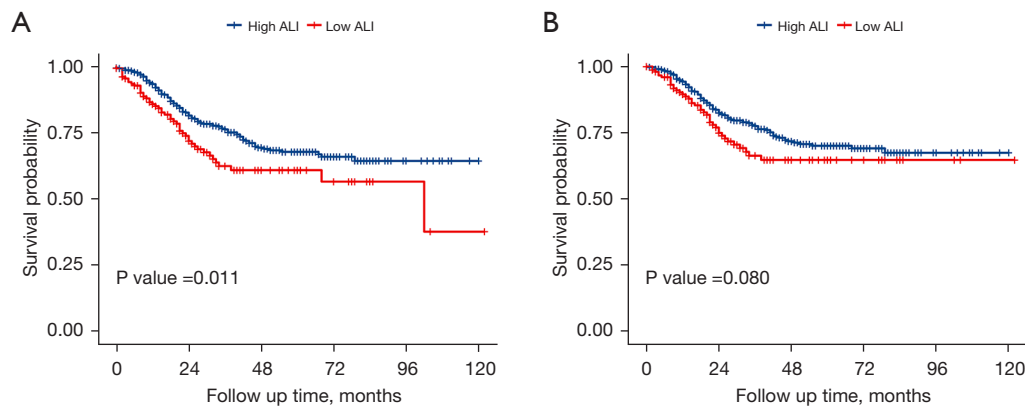 A
High ALI Low ALI
1.00
0.75
0.50
0.25
0.00
Survival probability
P value =0.011
0 24 48 72 96 120
Follow up time, months
B
High ALI Low ALI
1.00
0.75
0.50
0.25
0.00
Survival probability
P value =0.080
0 24 48 72 96 120
Follow up time, months